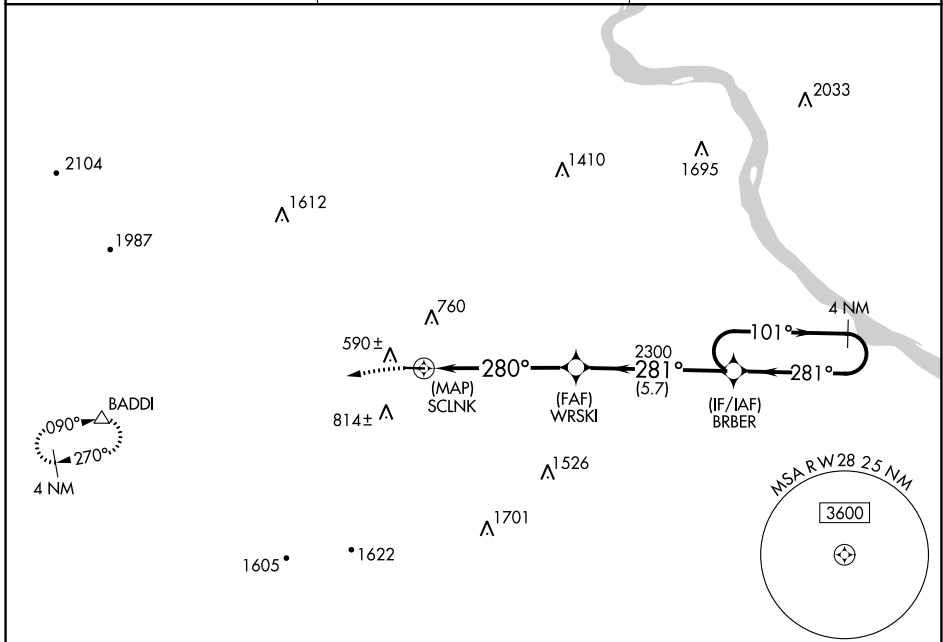 2033
1695
1410
2104
1612
1987
760
4 NM
101°
590 ±
2300
280°
281°
281°
(5.7)
(MAP)
SCLNK
(FAF)
WRSKI
(IF/IAF)
BRBER
814±
BADDI
090°
270°
4 NM
1526
MSA RW28 25 NM
3600
1701
1622
1605